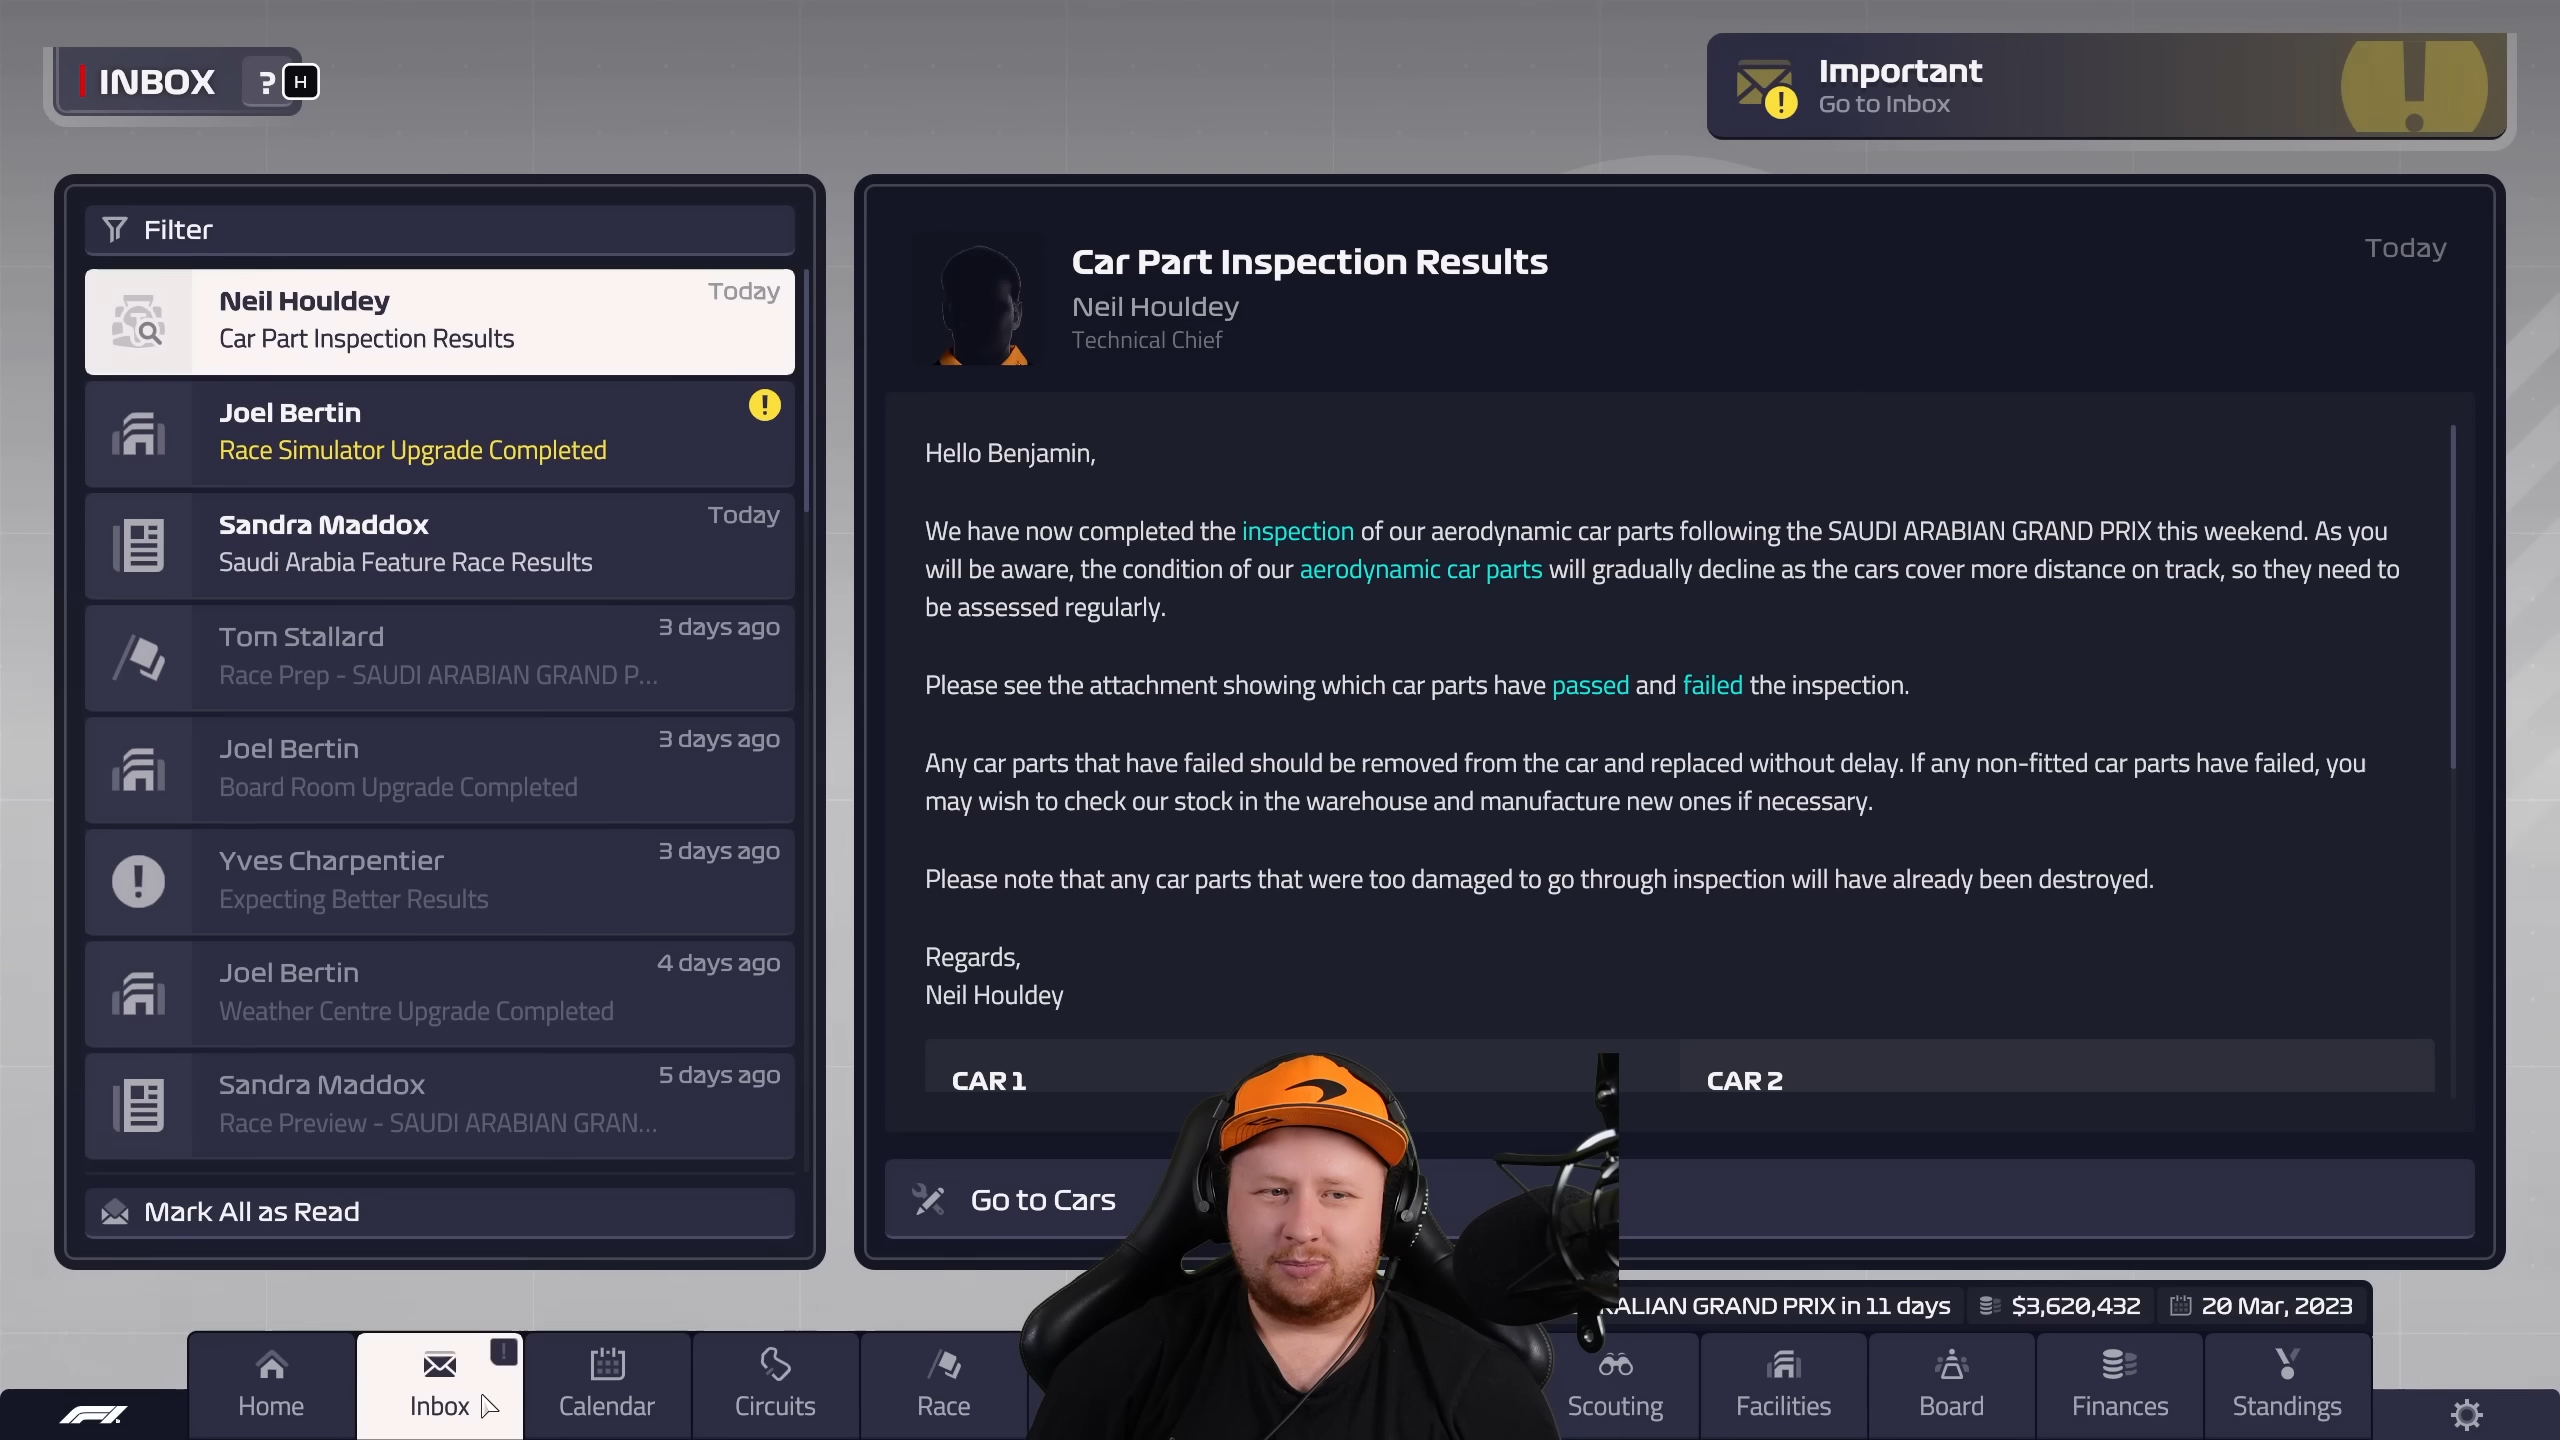 INBOX
? H
Important
Go to Inbox
Filter
Neil Houldey
Today
Car Part Inspection Results
Joel Bertin
Race Simulator Upgrade Completed
Sandra Maddox
Today
Saudi Arabia Feature Race Results
Tom Stallard
3 days ago
Race Prep - SAUDI ARABIAN GRAND P...
Joel Bertin
3 days ago
Board Room Upgrade Completed
Yves Charpentier
3 days ago
Expecting Better Results
Joel Bertin
4 days ago
Weather Centre Upgrade Completed
Sandra Maddox
5 days ago
Race Preview - SAUDI ARABIAN GRAN...
Mark All as Read
Car Part Inspection Results
Today
Neil Houldey
Technical Chief
Hello Benjamin,
We have now completed the inspection of our aerodynamic car parts following the SAUDI ARABIAN GRAND PRIX this weekend. As you
will be aware, the condition of our aerodynamic car parts will gradually decline as the cars cover more distance on track, so they need to
be assessed regularly.
Please see the attachment showing which car parts have passed and failed the inspection.
Any car parts that have failed should be removed from the car and replaced without delay. If any non-fitted car parts have failed, you
may wish to check our stock in the warehouse and manufacture new ones if necessary.
Please note that any car parts that were too damaged to go through inspection will have already been destroyed.
Regards,
Neil Houldey
CAR 1
CAR 2
Go to Cars
ALIAN GRAND PRIX in 11 days
$3,620,432
20 Mar, 2023
Home
Inbox
Calendar
Circuits
Race
Scouting
Facilities
Board
Finances
Standings